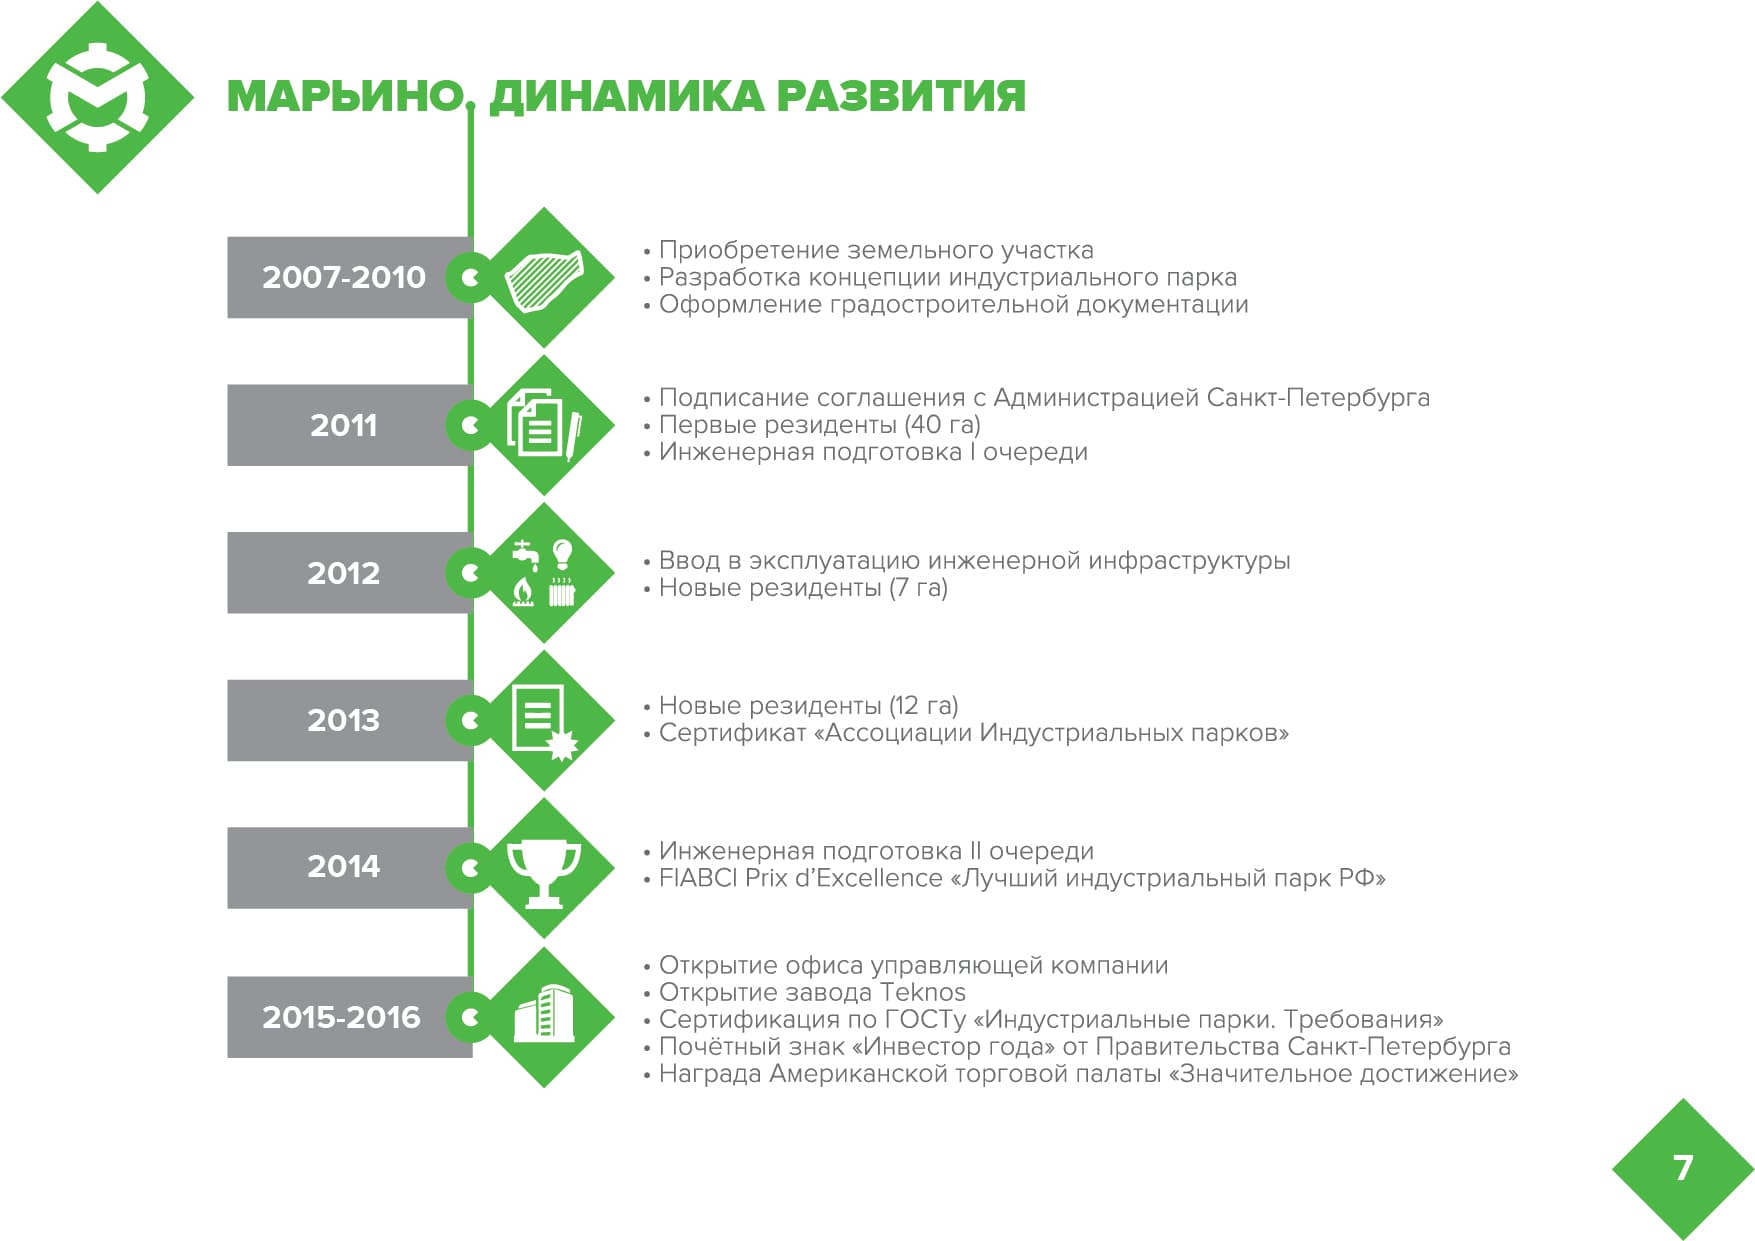 МАРЬИНО. ДИНАМИКА РАЗВИТИЯ
2007-2010
• Приобретение земельного участка
• Разработка концепции индустриального парка
• Оформление градостроительной документации
2011
• Подписание соглашения с Администрацией Санкт-Петербурга
• Первые резиденты (40 га)
• Инженерная подготовка I очереди
2012
• Ввод в эксплуатацию инженерной инфраструктуры
• Новые резиденты (7 га)
2013
• Новые резиденты (12 га)
• Сертификат «Ассоциации Индустриальных парков»
2014
• Инженерная подготовка II очереди
• FIABCI Prix d’Excellence «Лучший индустриальный парк РФ»
2015-2016
• Открытие офиса управляющей компании
• Открытие завода Teknos
• Сертификация по ГОСТу «Индустриальные парки. Требования»
• Почётный знак «Инвестор года» от Правительства Санкт-Петербурга
• Награда Американской торговой палаты «Значительное достижение»
7